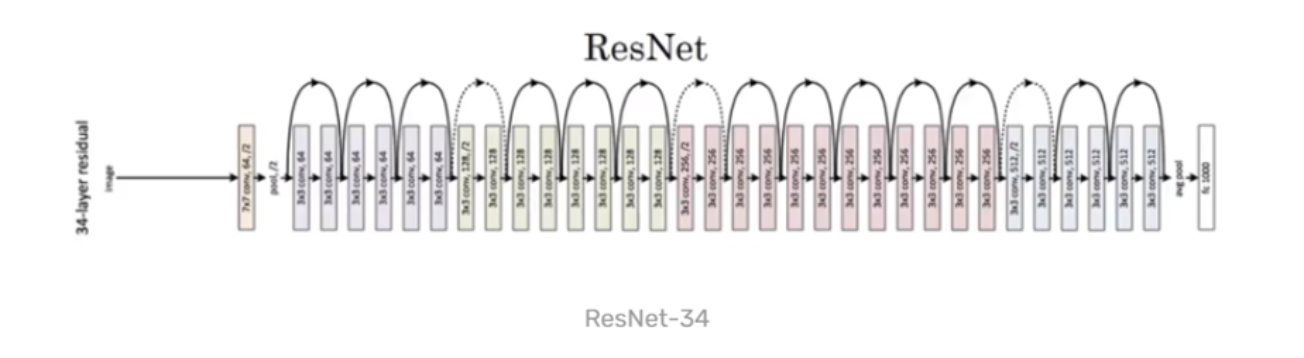 ResNet
34-layer residual
image
7x7 conv, 64, /2
pool, /2
3x3 conv, 64
3x3 conv, 64
3x3 conv, 64
3x3 conv, 64
3x3 conv, 64
3x3 conv, 64
3x3 conv, 128, /2
3x3 conv, 128
3x3 conv, 128
3x3 conv, 128
3x3 conv, 128
3x3 conv, 128
3x3 conv, 128
3x3 conv, 128
3x3 conv, 256, /2
3x3 conv, 256
3x3 conv, 256
3x3 conv, 256
3x3 conv, 256
3x3 conv, 256
3x3 conv, 256
3x3 conv, 256
3x3 conv, 256
3x3 conv, 256
3x3 conv, 256
3x3 conv, 256
3x3 conv, 512, /2
3x3 conv, 512
3x3 conv, 512
3x3 conv, 512
3x3 conv, 512
3x3 conv, 512
avg pool
fc 1000
ResNet-34